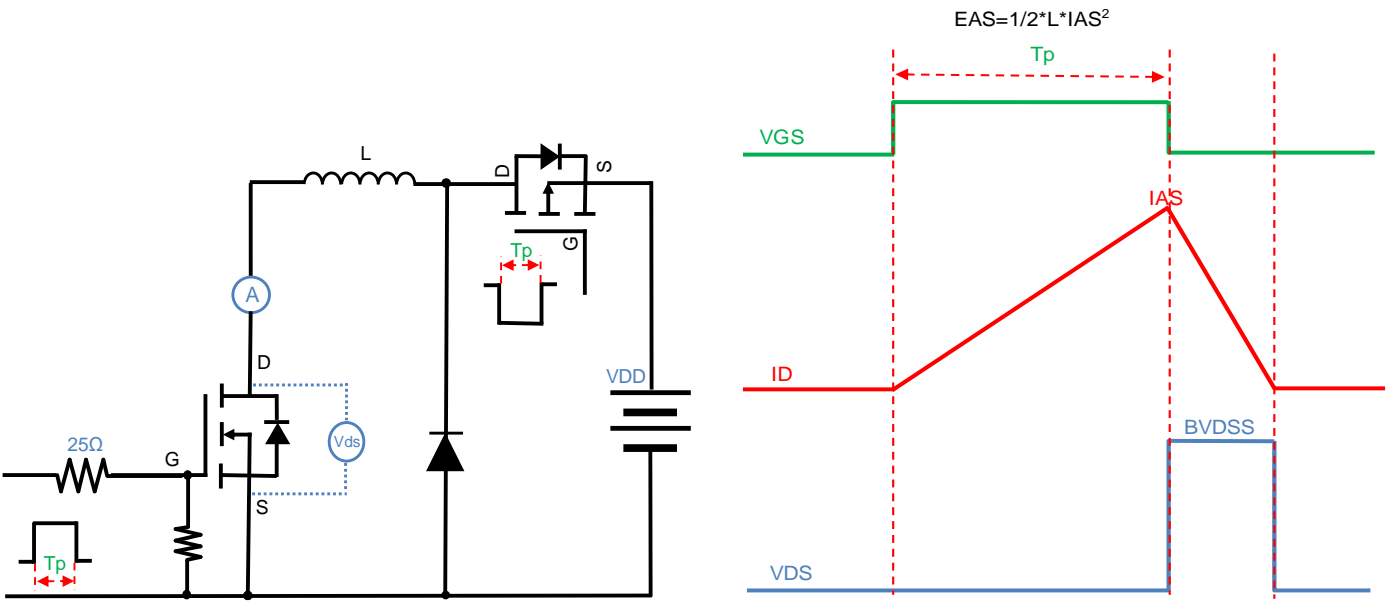 EAS=1/2*L*IAS²
Tp
VGS
IAS
ID
BVDSS
VDS
L
D
S
G
Tp
A
D
VDD
25Ω
G
Vds
S
Tp